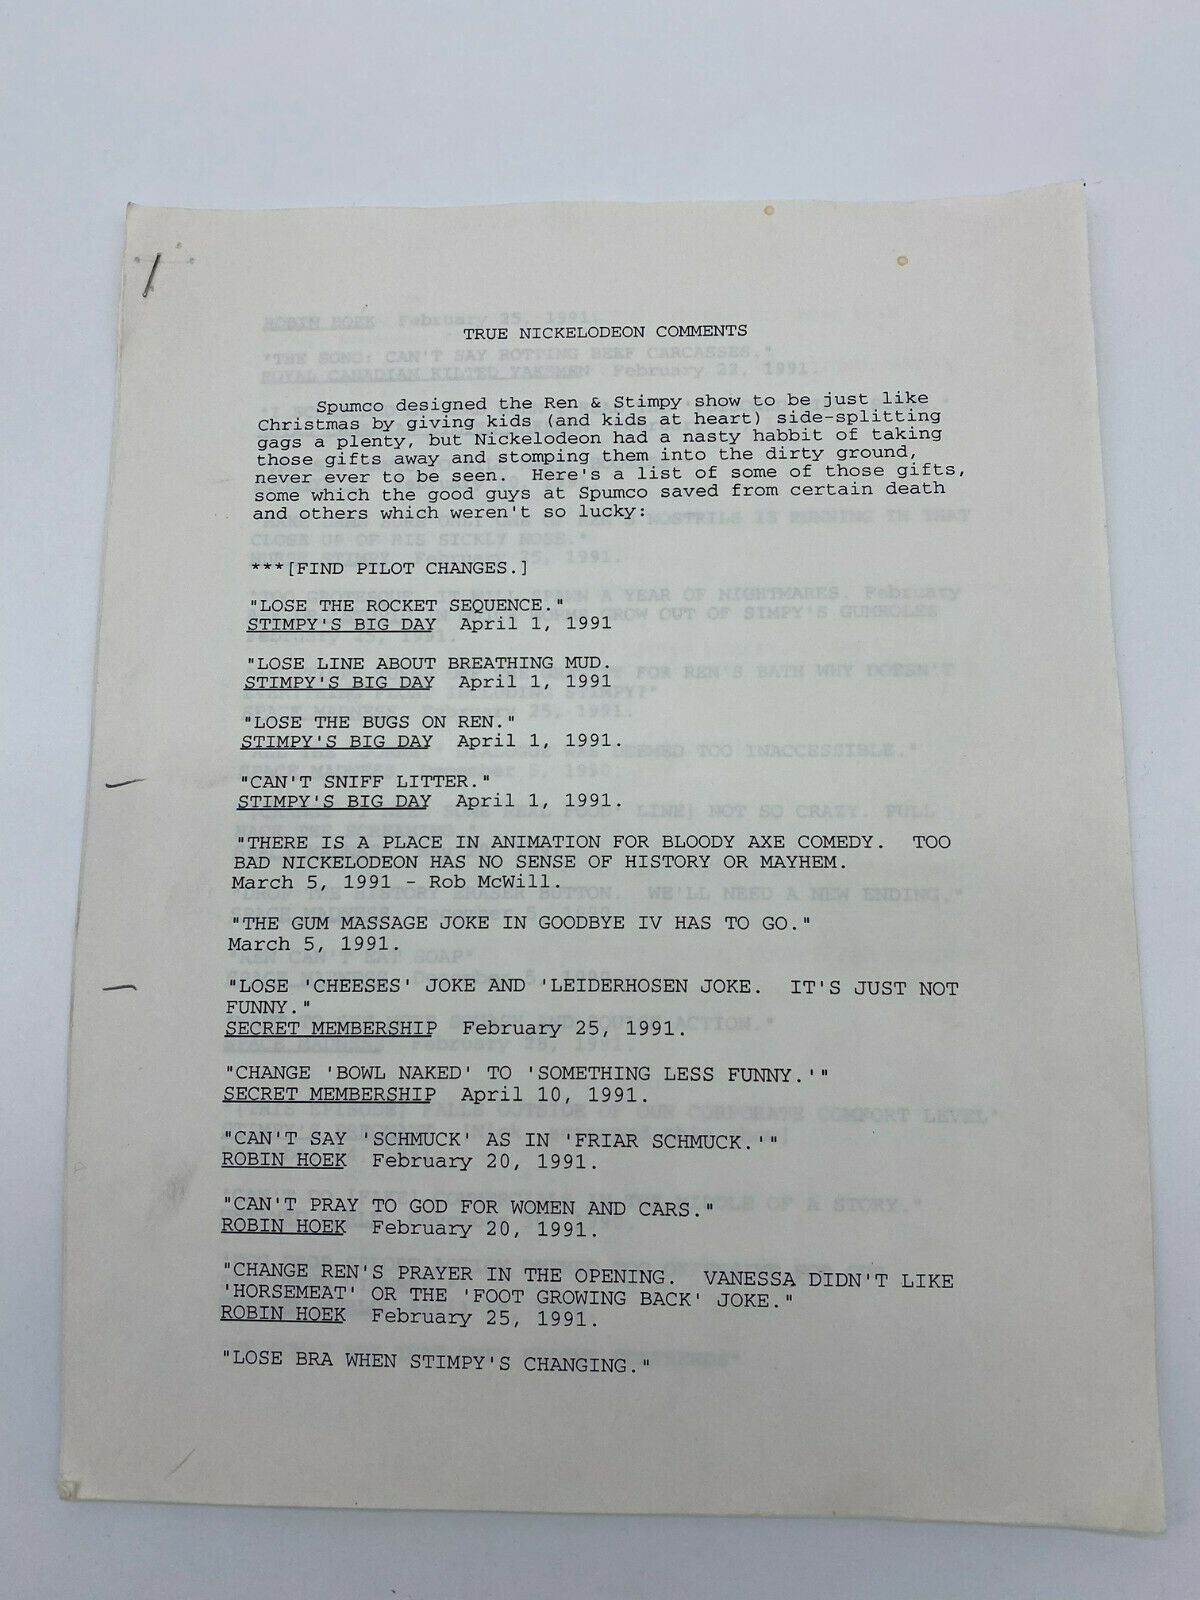 TRUE NICKELODEON COMMENTS
Spumco designed the Ren & Stimpy show to be just like
Christmas by giving kids (and kids at heart) side-splitting
gags a plenty, but Nickelodeon had a nasty habbit of taking
those gifts away and stomping them into the dirty ground,
never ever to be seen. Here's a list of some of those gifts,
some which the good guys at Spumco saved from certain death
and others which weren't so lucky:
***[FIND PILOT CHANGES.]
"LOSE THE ROCKET SEQUENCE."
STIMPY'S BIG DAY April 1, 1991
"LOSE LINE ABOUT BREATHING MUD.
STIMPY'S BIG DAY April 1, 1991
"LOSE THE BUGS ON REN."
STIMPY'S BIG DAY April 1, 1991.
"CAN'T SNIFF LITTER."
STIMPY'S BIG DAY April 1, 1991.
"THERE IS A PLACE IN ANIMATION FOR BLOODY AXE COMEDY. TOO
BAD NICKELODEON HAS NO SENSE OF HISTORY OR MAYHEM.
March 5, 1991 - Rob McWill.
"THE GUM MASSAGE JOKE IN GOODBYE IV HAS TO GO."
March 5, 1991.
"LOSE 'CHEESES' JOKE AND 'LEIDERHOSEN JOKE. IT'S JUST NOT
FUNNY."
SECRET MEMBERSHIP February 25, 1991.
"CHANGE 'BOWL NAKED' TO 'SOMETHING LESS FUNNY.'"
SECRET MEMBERSHIP April 10, 1991.
"CAN'T SAY 'SCHMUCK' AS IN 'FRIAR SCHMUCK.'"
ROBIN HOEK February 20, 1991.
"CAN'T PRAY TO GOD FOR WOMEN AND CARS."
ROBIN HOEK February 20, 1991.
"CHANGE REN'S PRAYER IN THE OPENING. VANESSA DIDN'T LIKE
'HORSEMEAT' OR THE 'FOOT GROWING BACK' JOKE."
ROBIN HOEK February 25, 1991.
"LOSE BRA WHEN STIMPY'S CHANGING."